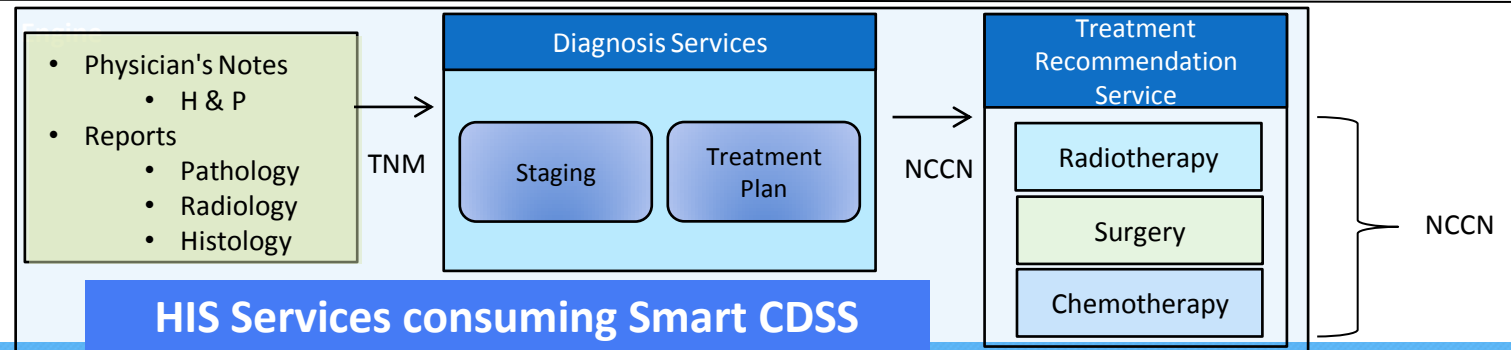 • Physician's Notes
• H & P
• Reports
• Pathology
• Radiology
• Histology
TNM
Diagnosis Services
Staging
Treatment
Plan
NCCN
Treatment
Recommendation
Service
Radiotherapy
Surgery
Chemotherapy
NCCN
HIS Services consuming Smart CDSS